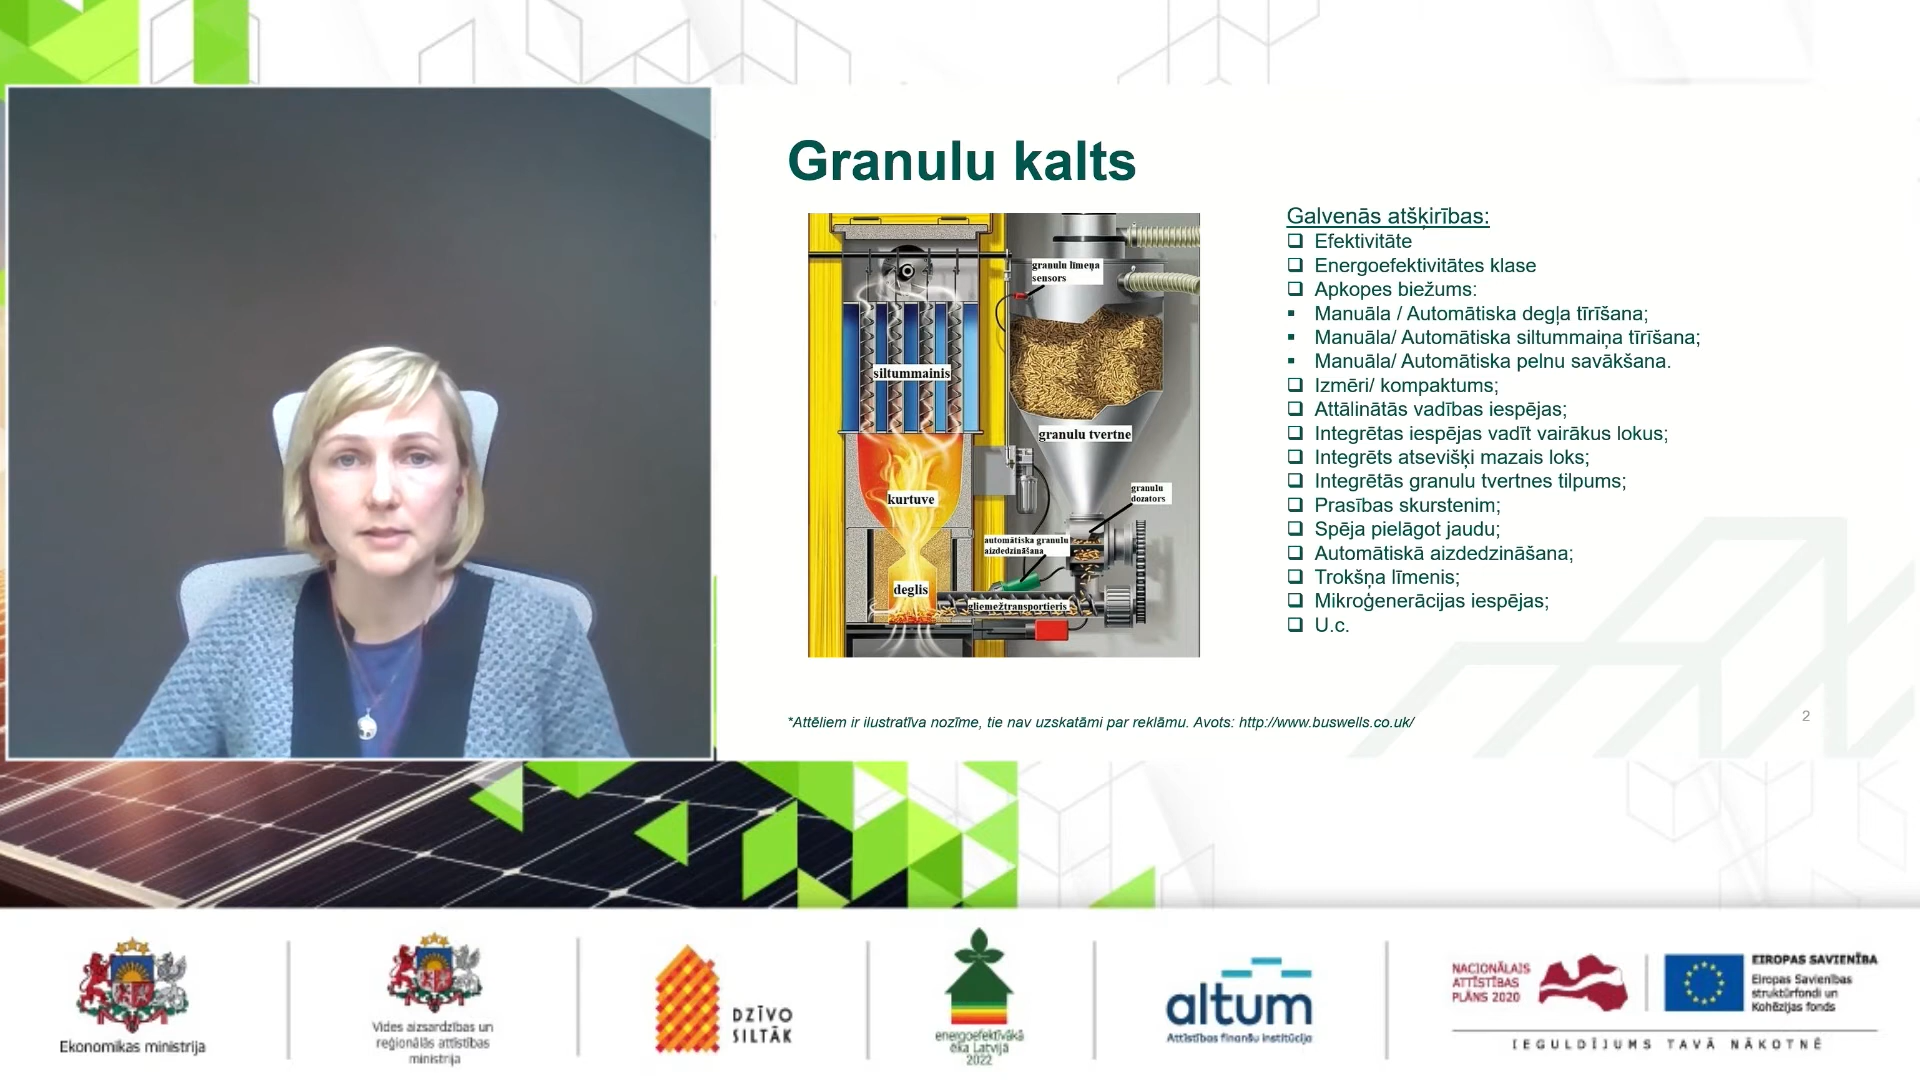 Granulu kalts
granulu līmeņa
sensors
siltummainis
granulu tvertne
kurtuve
granulu
dozators
automātiska granulu
aizdedzināšana
deglis
gliemežtransportieris
Galvenās atšķirības:
Efektivitāte
Energoefektivitātes klase
Apkopes biežums:
Manuāla / Automātiska degļa tīrīšana;
Manuāla/ Automātiska siltummaiņa tīrīšana;
Manuāla/ Automātiska pelnu savākšana.
Izmēri/ kompaktums;
Attālinātās vadības iespējas;
Integrētas iespējas vadīt vairākus lokus;
Integrēts atsevišķi mazais loks;
Integrētās granulu tvertnes tilpums;
Prasības skurstenim;
Spēja pielāgot jaudu;
Automātiskā aizdedzināšana;
Trokšņa līmenis;
Mikroģenerācijas iespējas;
U.c.
*Attēliem ir ilustratīva nozīme, tie nav uzskatāmi par reklāmu. Avots: http://www.buswells.co.uk/
2
Ekonomikas ministrija
Vides aizsardzības un
reģionālās attīstības
ministrija
DZĪVO
SILTĀK
energoefektīvākā
ēka Latvijā
2022
altum
Attīstības finanšu institūcija
NACIONĀLAIS
ATTĪSTĪBAS
PLĀNS 2020
EIROPAS SAVIENĪBA
Eiropas Savienības
struktūrfondi un
Kohēzijas fonds
IEGULDĪJUMS TAVĀ NĀKOTNĒ